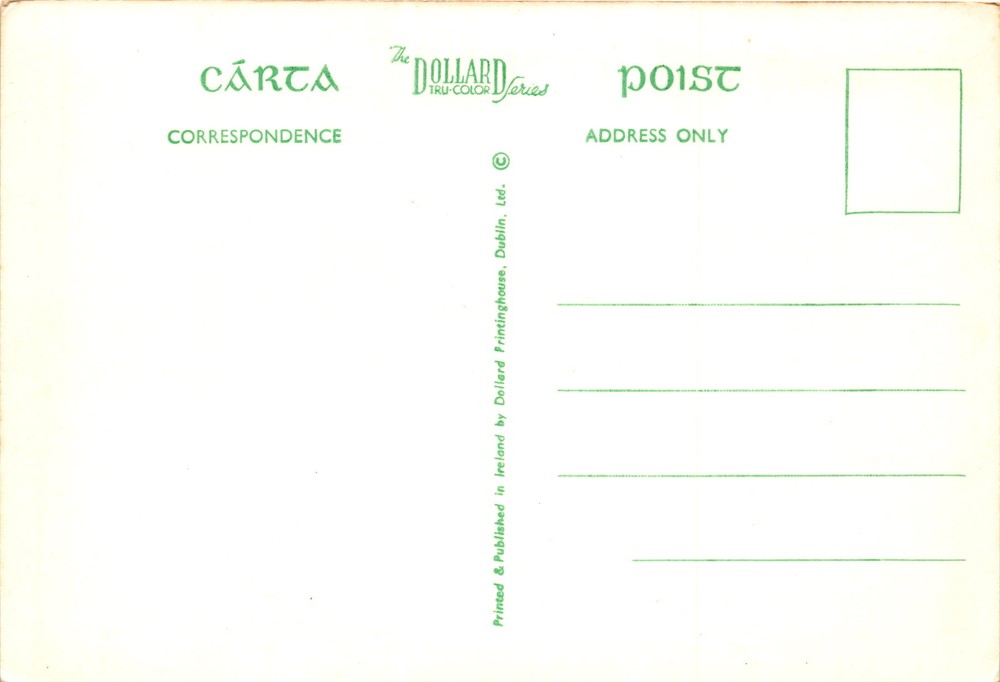 CÁRTA
The
DOLLARD
TRU-COLOR Series
POIST
CORRESPONDENCE
ADDRESS ONLY
Printed & Published in Ireland by Dollard Printinghouse, Dublin, Ltd. ©